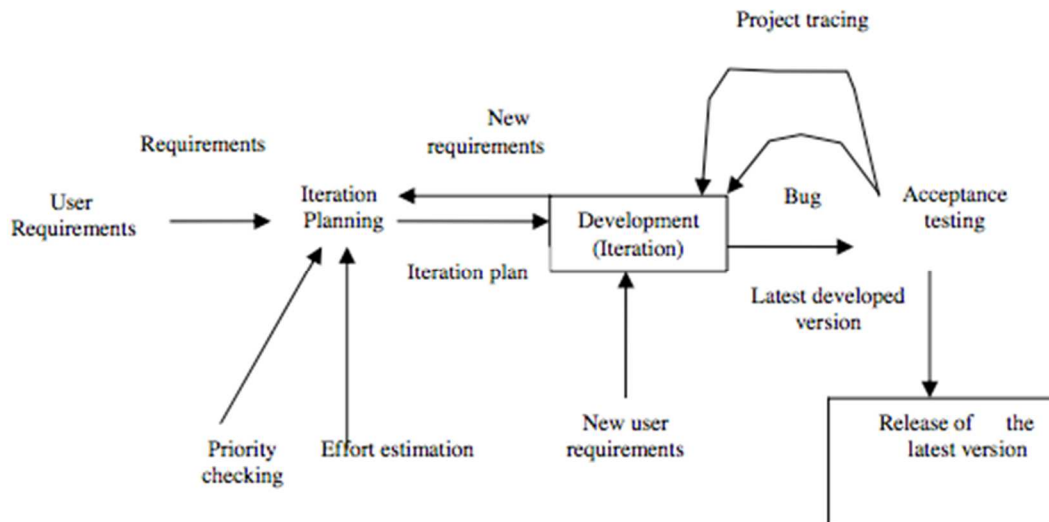 Project tracing
New
requirements
Requirements
User
Requirements
Iteration
Planning
Iteration plan
Development
(Iteration)
Bug
Acceptance
testing
Latest developed
version
Priority
checking
Effort estimation
New user
requirements
Release of the
latest version